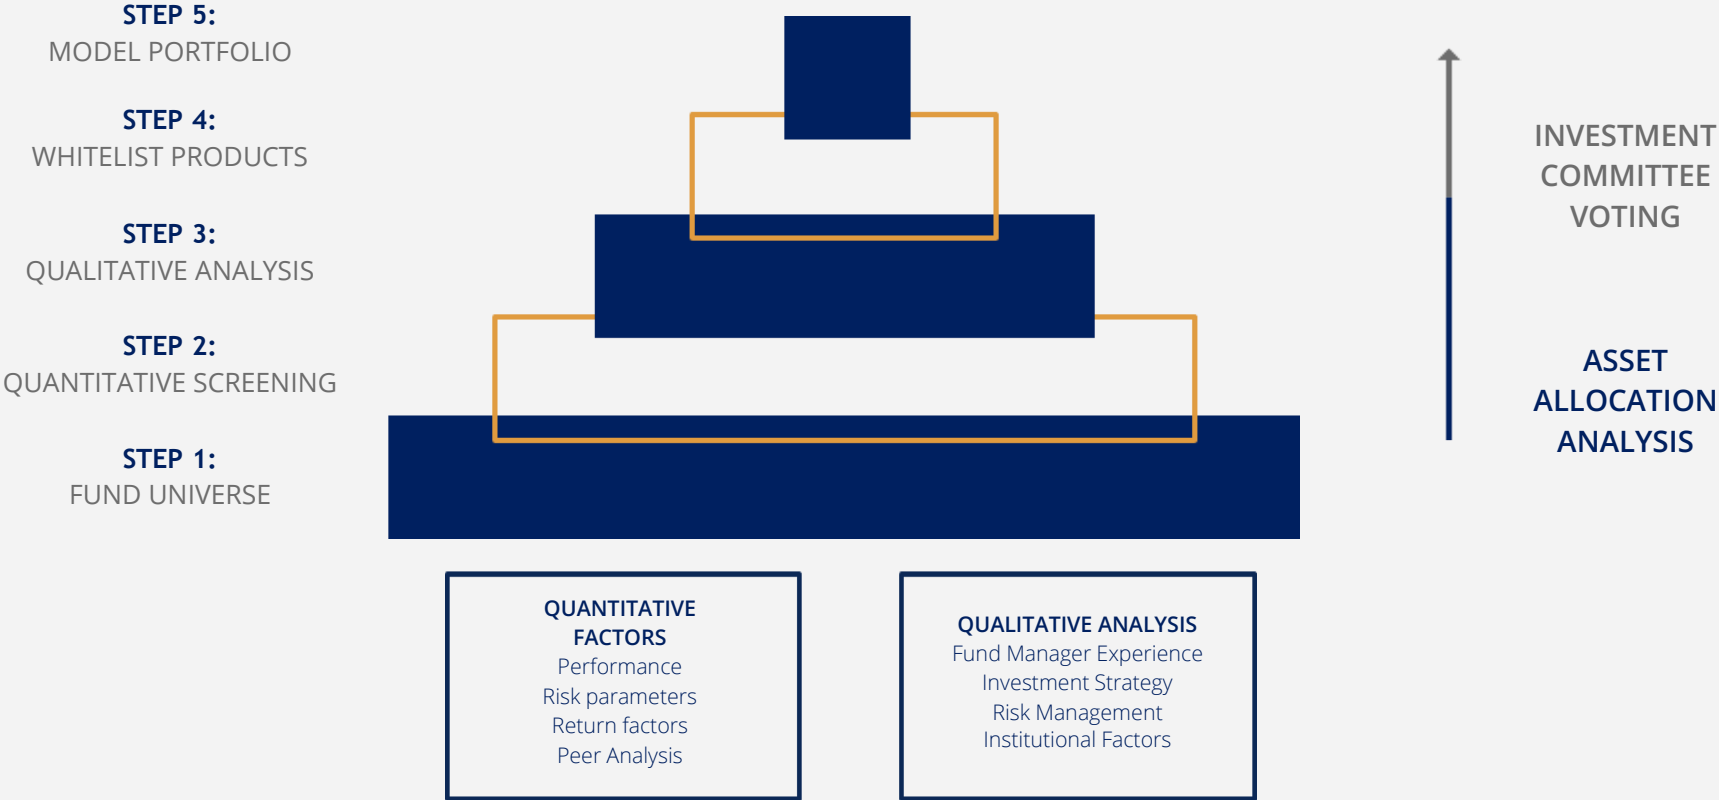 STEP 5:
MODEL PORTFOLIO
STEP 4:
WHITELIST PRODUCTS
STEP 3:
QUALITATIVE ANALYSIS
STEP 2:
QUANTITATIVE SCREENING
STEP 1:
FUND UNIVERSE
INVESTMENT
COMMITTEE
VOTING
ASSET
ALLOCATION
ANALYSIS
QUANTITATIVE
FACTORS
Performance
Risk parameters
Return factors
Peer Analysis
QUALITATIVE ANALYSIS
Fund Manager Experience
Investment Strategy
Risk Management
Institutional Factors